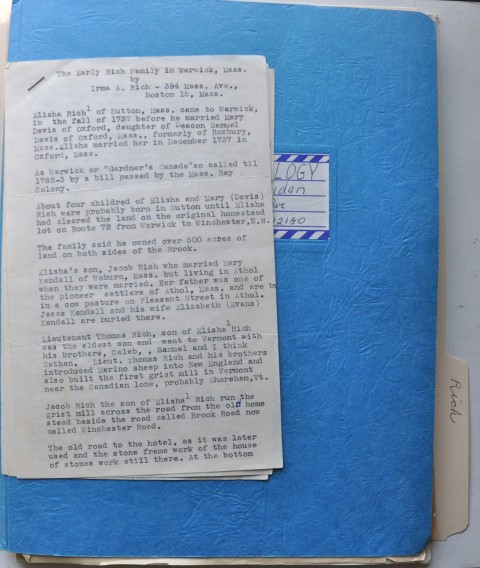 The Early Rich Family in Warwick, Mass.
by
Irma A. Rich - 394 Mass. Ave.,
Boston 15, Mass.
Elisha Rich1 of Sutton, Mass. came to Warwick,
in the fall of 1737 before he married Mary
Davis of Oxford, daughter of Deacon Samuel
Davis of Oxford, Mass., formerly of Roxbury,
Mass.Elisha married her in December 1737 in
Oxford, Mass.
As Warwick or "Gardner's Canada"so called til
1762-3 by a bill passed by the Mass. Bay
Colony.
About four childred of Elisha and Mary (Davis)
Rich were probably born in Sutton until Elisha
had cleared the land on the original homestead
lot on Route 78 from Warwick to Winchester,N.H.
The family said he owned over 500 acres of
land on both sides of the Brook.
Elisha's son, Jacob Rich who married Mary
Kendall of Woburn, Mass. but living in Athol
when they were married. Her father was one of
the pioneer settlers of Athol, Mass. and are bu
in a cow pasture on Pleasant Street in Athol.
Jesse Kendall and his wife Elizabeth (Evans)
Kendall are buried there.
Lieutenant Thomas Rich, son of Elisha1 Rich
was the eldest son and want to Vermont with
his brothers, Caleb, , Samuel and I think
Nathan. Lieut. Thomas Rich and his brothers
introduced Merino sheep into New England and
also built the first grist mill in Vermont
near the Canadian lone, probably Shoreham,Vt.
Jacob Rich the son of Elisha1 Rich run the
grist mill across the road from the old home
stead beside the road called Brook Road now
called Winchester Road.
The old road to the hotel, as it was later
used and the stone frame work of the house
of stones work still there. At the bottom
LOGY
12180
Rich